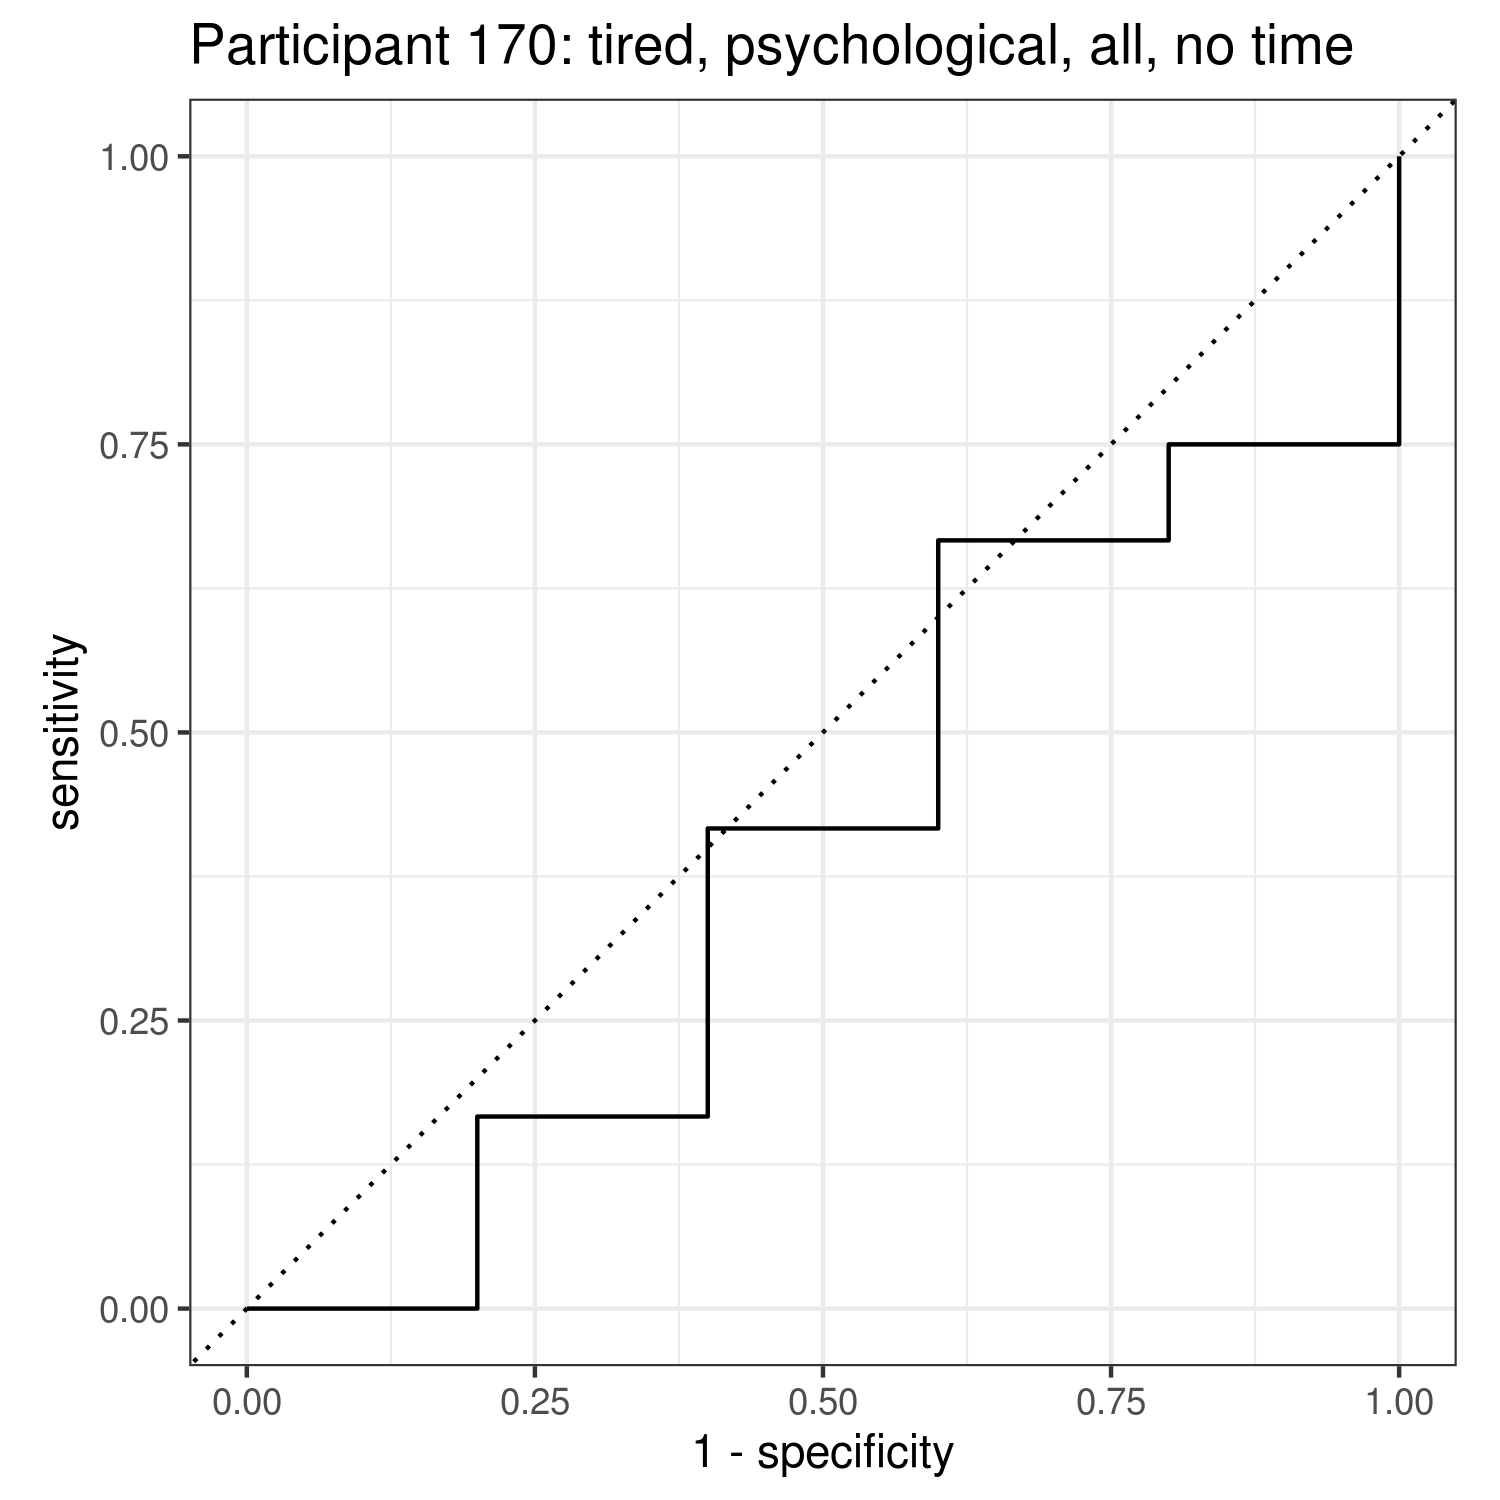 Participant 170: tired, psychological, all, no time
sensitivity
1.00
0.75
0.50
0.25
0.00
0.00 0.25 0.50 0.75 1.00
1 - specificity